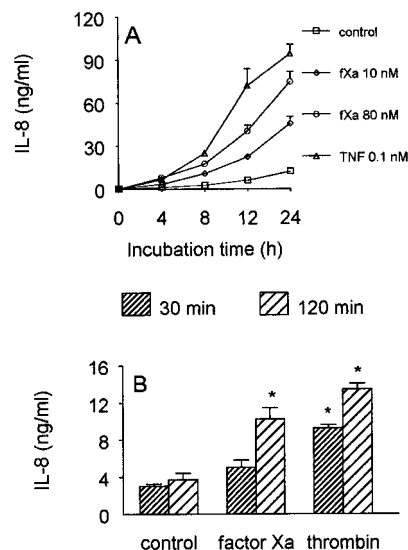 A
IL-8 (ng/ml)
120
90
60
30
0
0 4 8 12 24
Incubation time (h)
control
fXa 10 nM
fXa 80 nM
TNF 0.1 nM
30 min 120 min
B
IL-8 (ng/ml)
16
12
8
4
0
* * *
control factor Xa thrombin